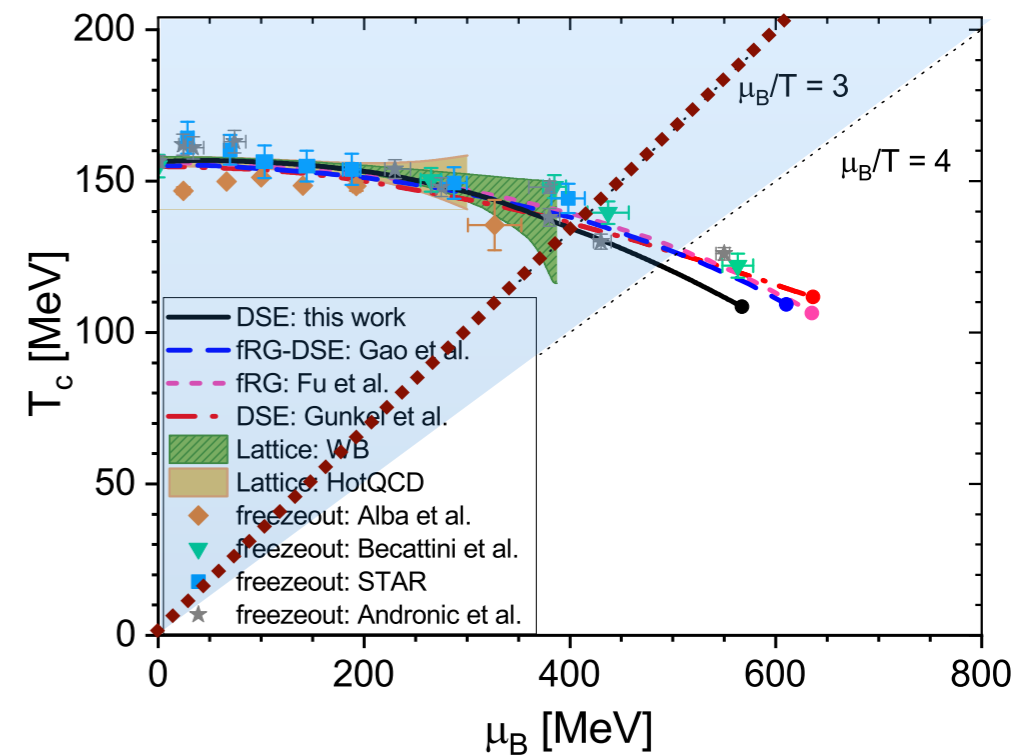 200
150
100
50
0
T_c [MeV]
μ_B/T = 3
μ_B/T = 4
DSE: this work
fRG-DSE: Gao et al.
fRG: Fu et al.
DSE: Gunkel et al.
Lattice: WB
Lattice: HotQCD
freezeout: Alba et al.
freezeout: Becattini et al.
freezeout: STAR
freezeout: Andronic et al.
0 200 400 600 800
μ_B [MeV]